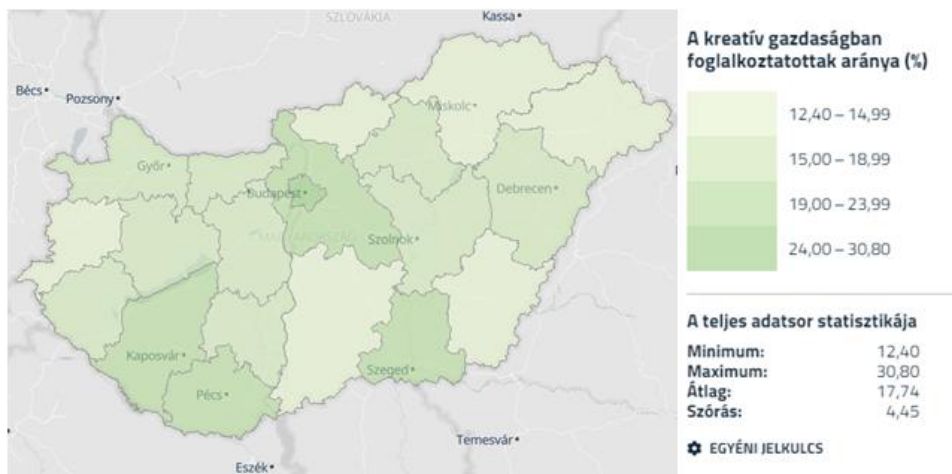 SZLOVÁKIA
Kassa
Bécs
Pozsony
Miskolc
Győr
Budapest
Debrecen
MAGYARORSZÁG
Szolnok
Kaposvár
Szeged
Pécs
Temesvár
Eszék
A kreatív gazdaságban
foglalkoztatottak aránya (%)
12,40 – 14,99
15,00 – 18,99
19,00 – 23,99
24,00 – 30,80
A teljes adatsor statisztikája
Minimum: 12,40
Maximum: 30,80
Átlag: 17,74
Szórás: 4,45
EGYÉNI JELKULCS